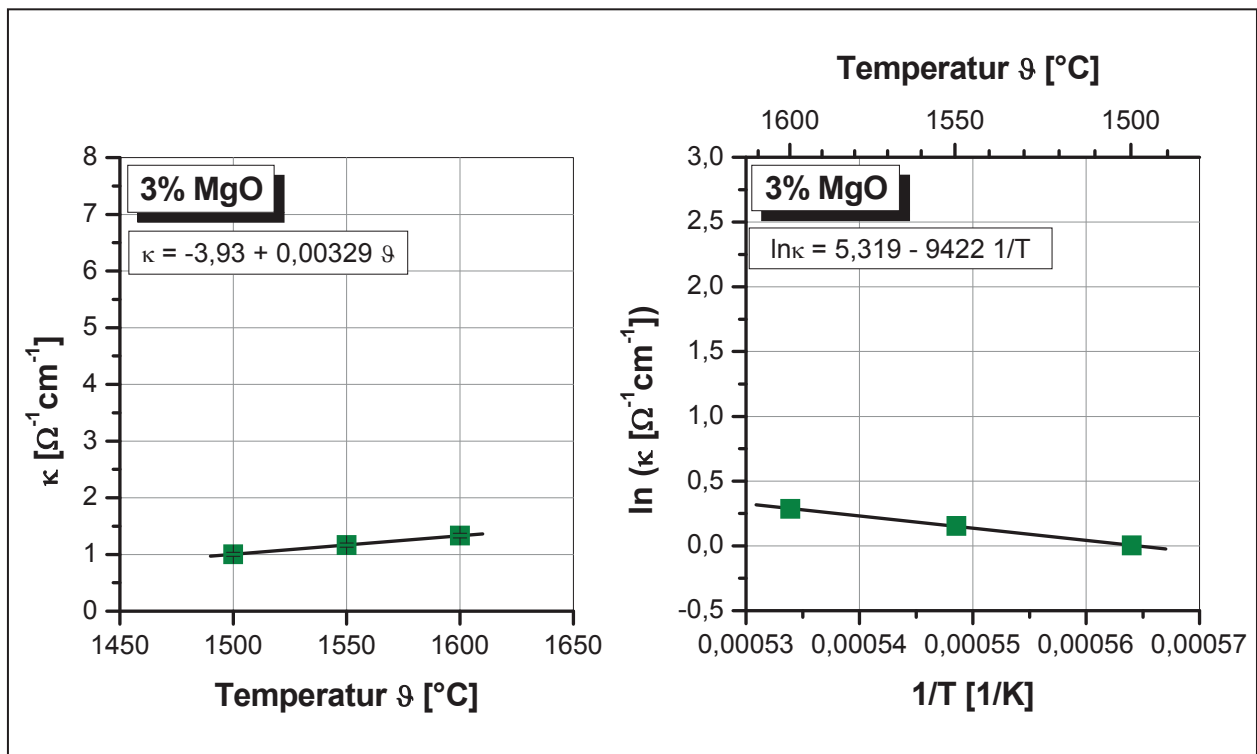 8
7
6
5
4
3
2
1
0
κ [Ω⁻¹cm⁻¹]
3% MgO
κ = -3,93 + 0,00329 ϑ
1450 1500 1550 1600 1650
Temperatur ϑ [°C]
Temperatur ϑ [°C]
1600 1550 1500
3,0
2,5
2,0
1,5
1,0
0,5
0,0
-0,5
ln (κ [Ω⁻¹cm⁻¹])
3% MgO
lnκ = 5,319 - 9422 1/T
0,00053 0,00054 0,00055 0,00056 0,00057
1/T [1/K]